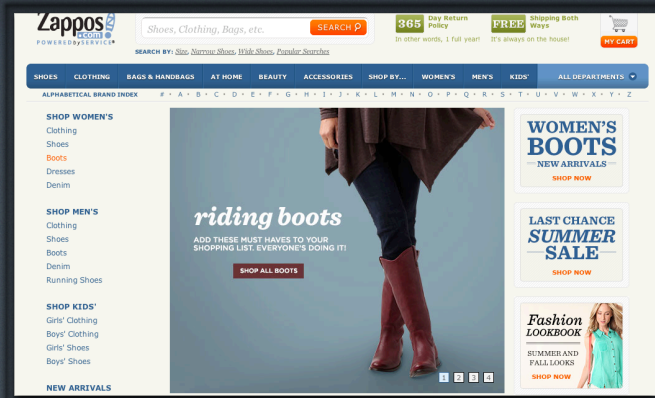 Zappos
.com
POWERED by SERVICE®
Shoes, Clothing, Bags, etc.
SEARCH
SEARCH BY: Size, Narrow Shoes, Wide Shoes, Popular Searches
365 Day Return Policy
In other words, 1 full year!
FREE Shipping Both Ways
It's always on the house!
MY CART
SHOES CLOTHING BAGS & HANDBAGS AT HOME BEAUTY ACCESSORIES SHOP BY... WOMEN'S MEN'S KIDS' ALL DEPARTMENTS
ALPHABETICAL BRAND INDEX # • A • B • C • D • E • F • G • H • I • J • K • L • M • N • O • P • Q • R • S • T • U • V • W • X • Y • Z
SHOP WOMEN'S
Clothing
Shoes
Boots
Dresses
Denim
SHOP MEN'S
Clothing
Shoes
Boots
Denim
Running Shoes
SHOP KIDS'
Girls' Clothing
Boys' Clothing
Girls' Shoes
Boys' Shoes
NEW ARRIVALS
riding boots
ADD THESE MUST HAVES TO YOUR
SHOPPING LIST. EVERYONE'S DOING IT!
SHOP ALL BOOTS
1 2 3 4
WOMEN'S
BOOTS
NEW ARRIVALS
SHOP NOW
LAST CHANCE
SUMMER
SALE
SHOP NOW
Fashion
LOOKBOOK
SUMMER AND
FALL LOOKS
SHOP NOW